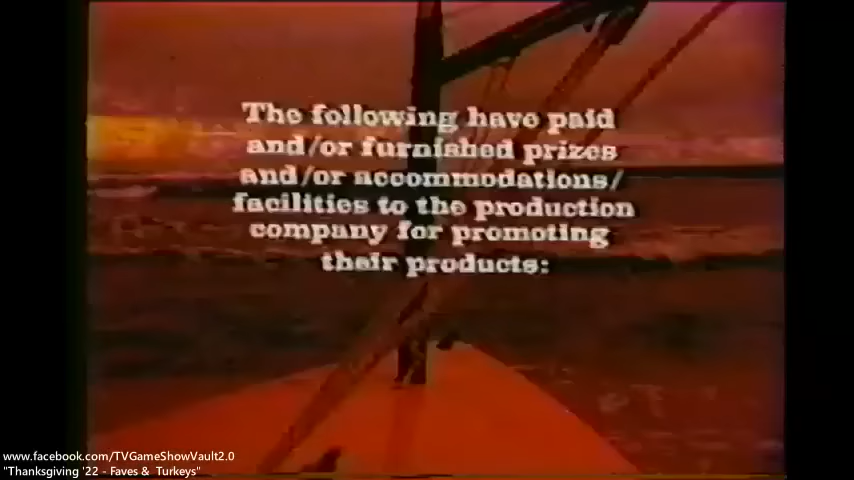 The following have paid
and/or furnished prizes
and/or accommodations/
facilities to the production
company for promoting
their products:
www.facebook.com/TVGameShowVault2.0
"Thanksgiving '22 - Faves & Turkeys"